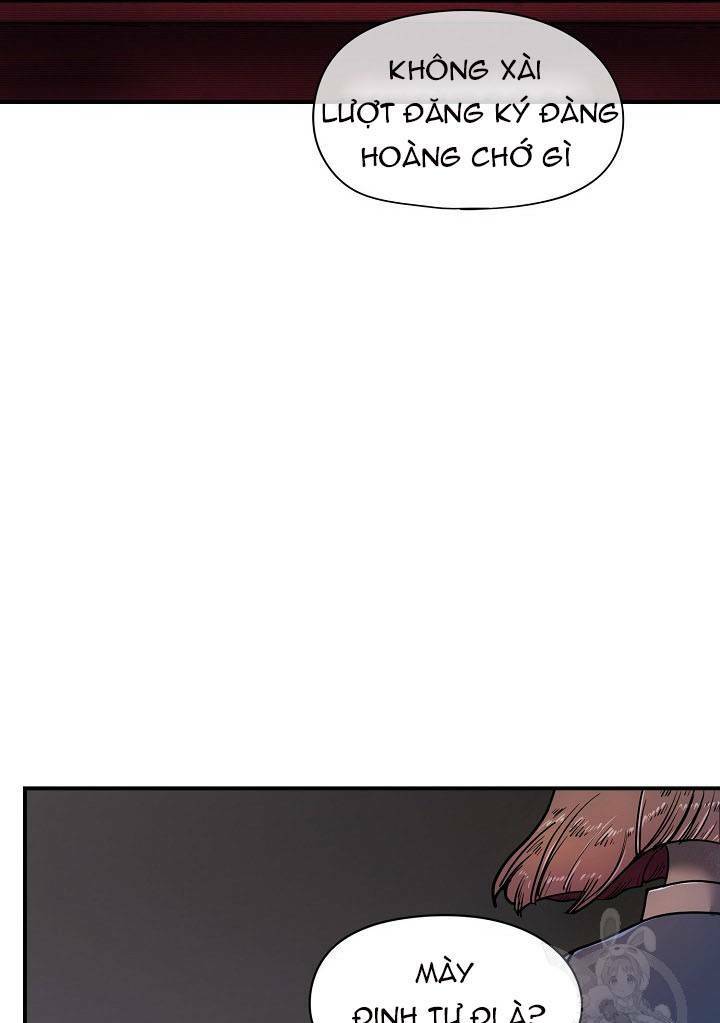 KHÔNG XÀI
LƯỢT ĐĂNG KÝ ĐÀNG
HOÀNG CHỚ GÌ
MÀY
ĐỊNH TỰ ĐI À?